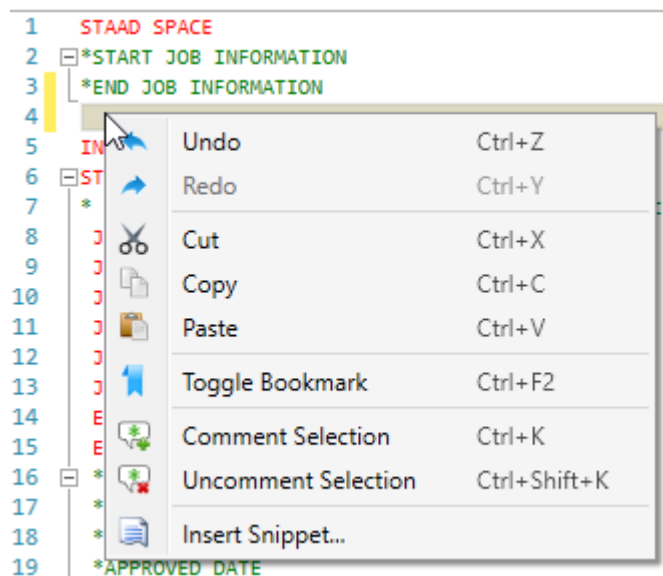 1 STAAD SPACE
2 *START JOB INFORMATION
3 *END JOB INFORMATION
4
5 IN
6 ST
7 *
8 J
9 J
10 J
11 J
12 J
13 J
14 E
15 E
16 *
17 *
18 *
19 *APPROVED DATE
Undo Ctrl+Z
Redo Ctrl+Y
Cut Ctrl+X
Copy Ctrl+C
Paste Ctrl+V
Toggle Bookmark Ctrl+F2
Comment Selection Ctrl+K
Uncomment Selection Ctrl+Shift+K
Insert Snippet...